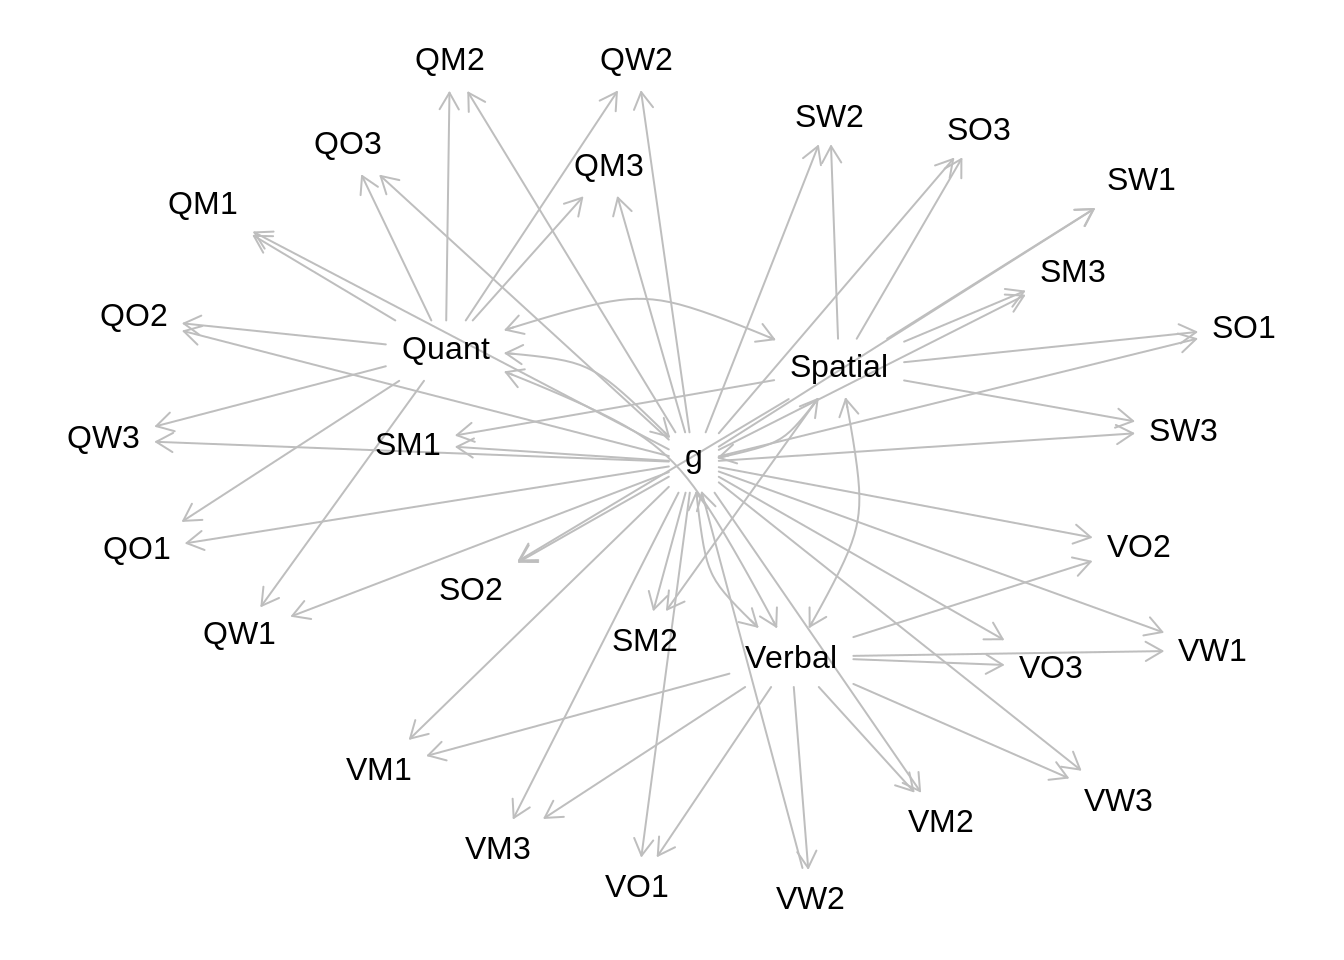 QM2
QW2
SW2
SO3
QO3
QM3
SW1
QM1
SM3
QO2
SO1
Quant
Spatial
QW3
SM1
SW3
g
QO1
VO2
SO2
QW1
SM2
Verbal
VO3
VW1
VM1
VW3
VM2
VM3
VO1
VW2